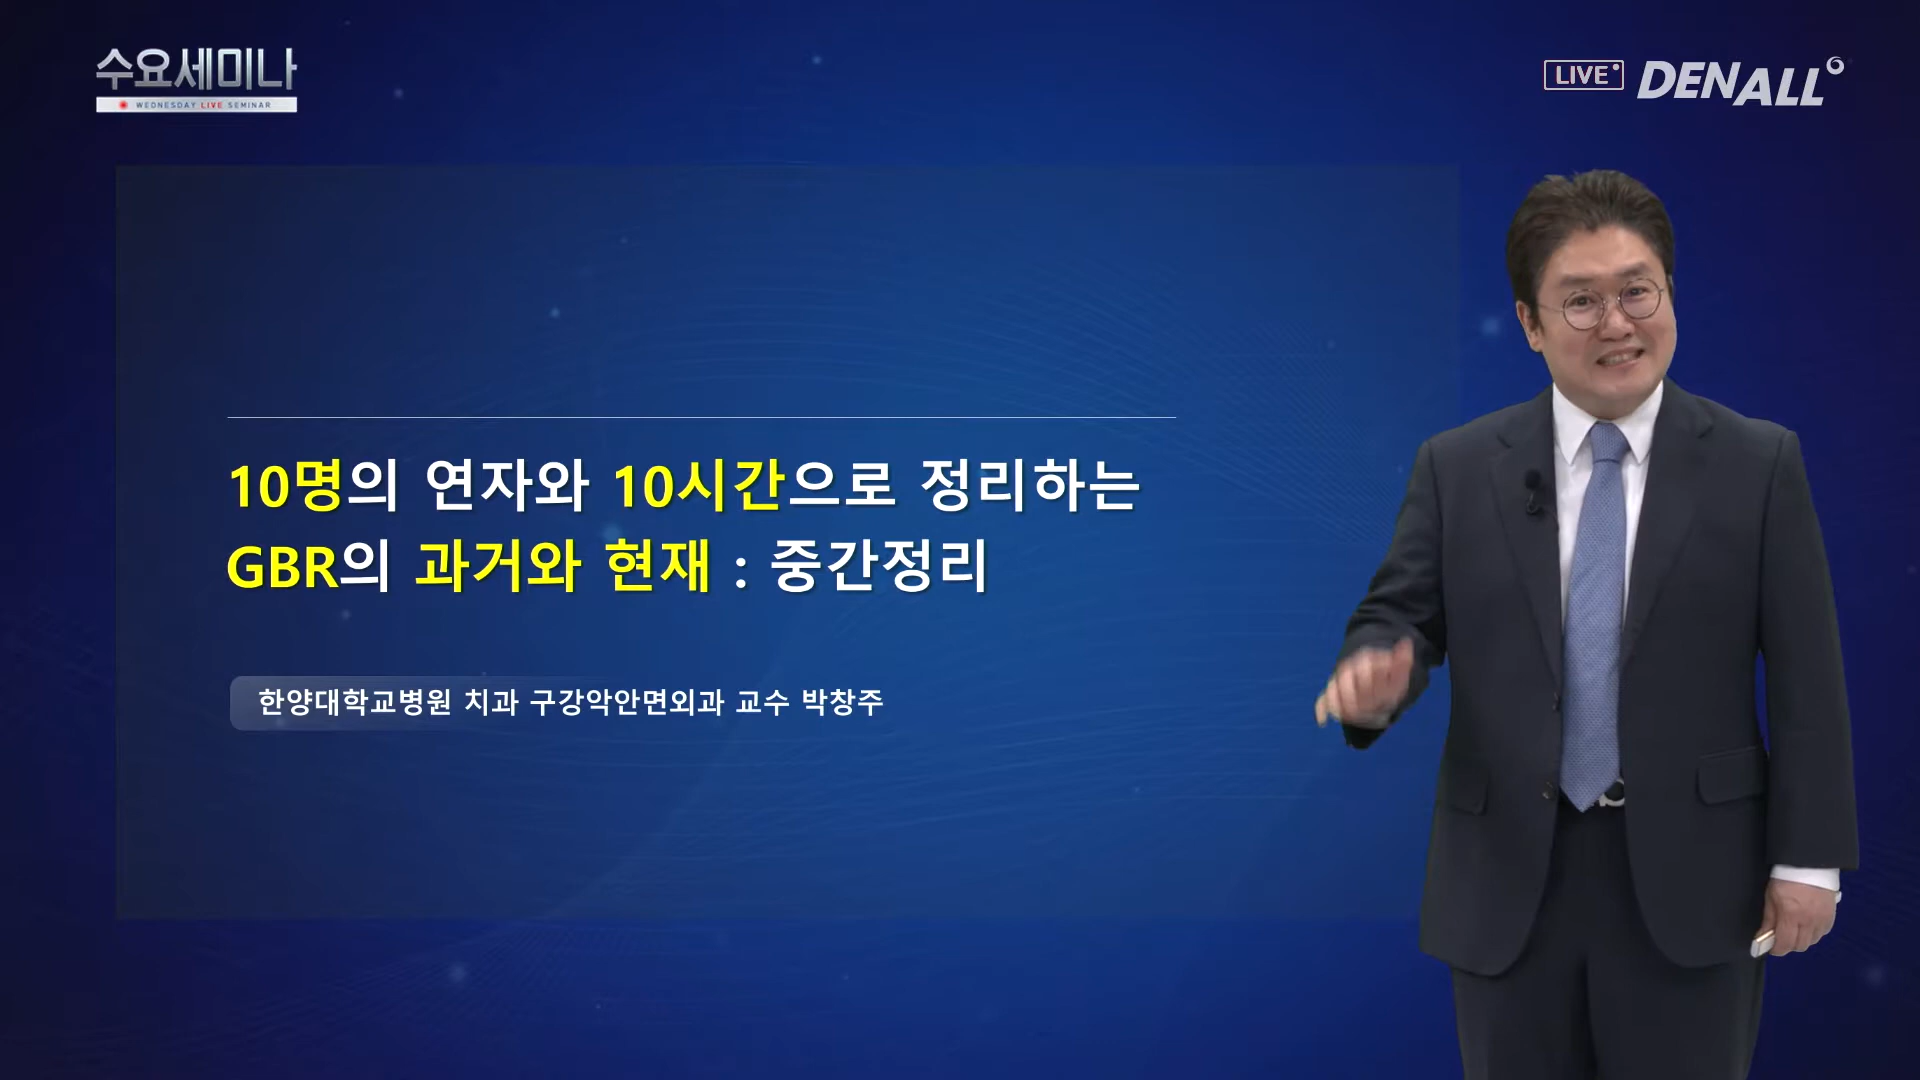 수요세미나
WEDNESDAY LIVE SEMINAR
LIVE DENALL
10명의 연자와 10시간으로 정리하는
GBR의 과거와 현재 : 중간정리
한양대학교병원 치과 구강악안면외과 교수 박창주